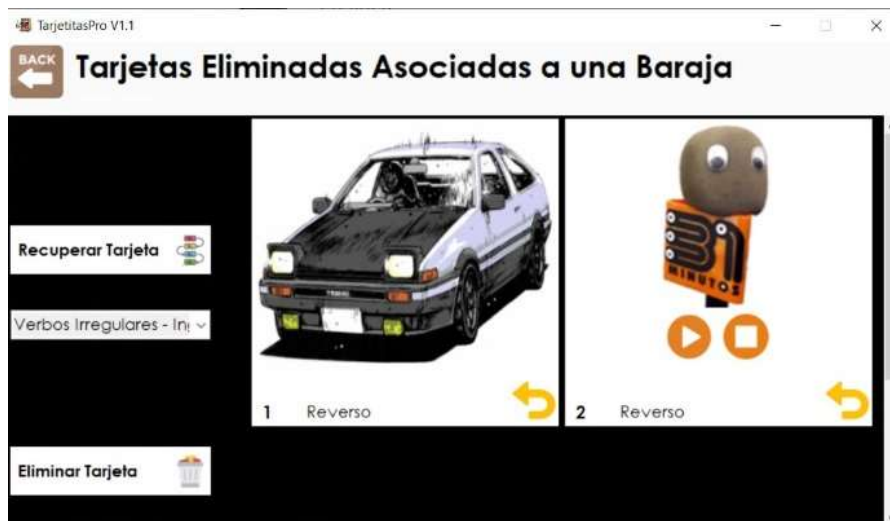 TarjetitasPro V1.1
BACK
Tarjetas Eliminadas Asociadas a una Baraja
Recuperar Tarjeta
Verbos Irregulares - In
Eliminar Tarjeta
1 Reverso
31
MINUTOS
2 Reverso